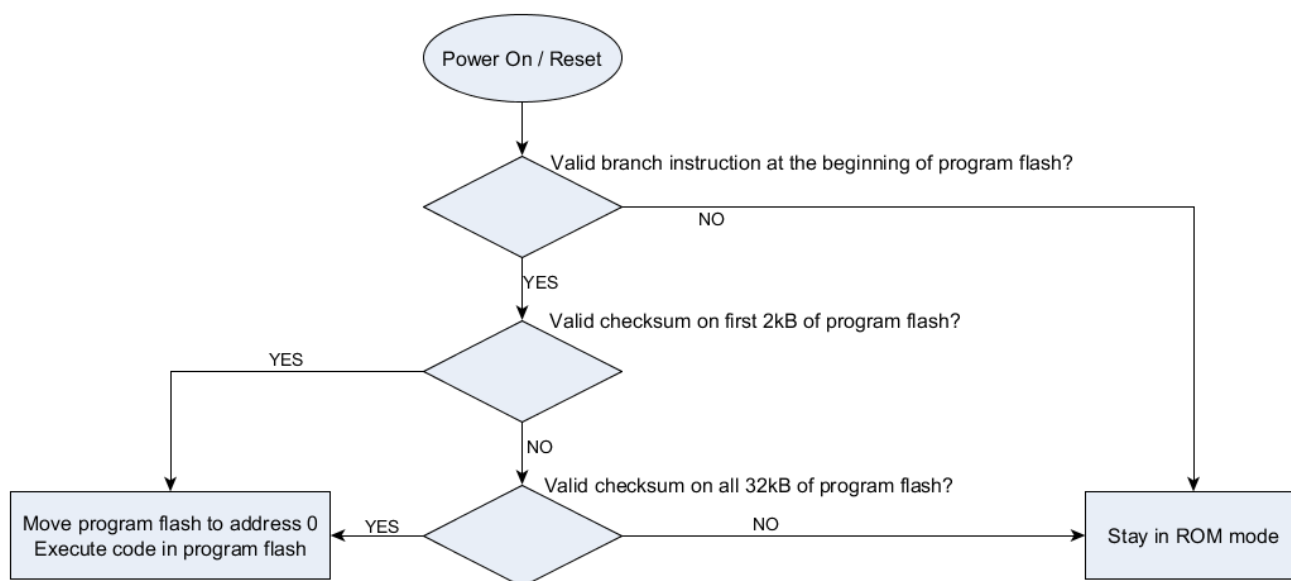 Power On / Reset
Valid branch instruction at the beginning of program flash?
NO
YES
Valid checksum on first 2kB of program flash?
YES
NO
Valid checksum on all 32kB of program flash?
Move program flash to address 0
Execute code in program flash
YES
NO
Stay in ROM mode